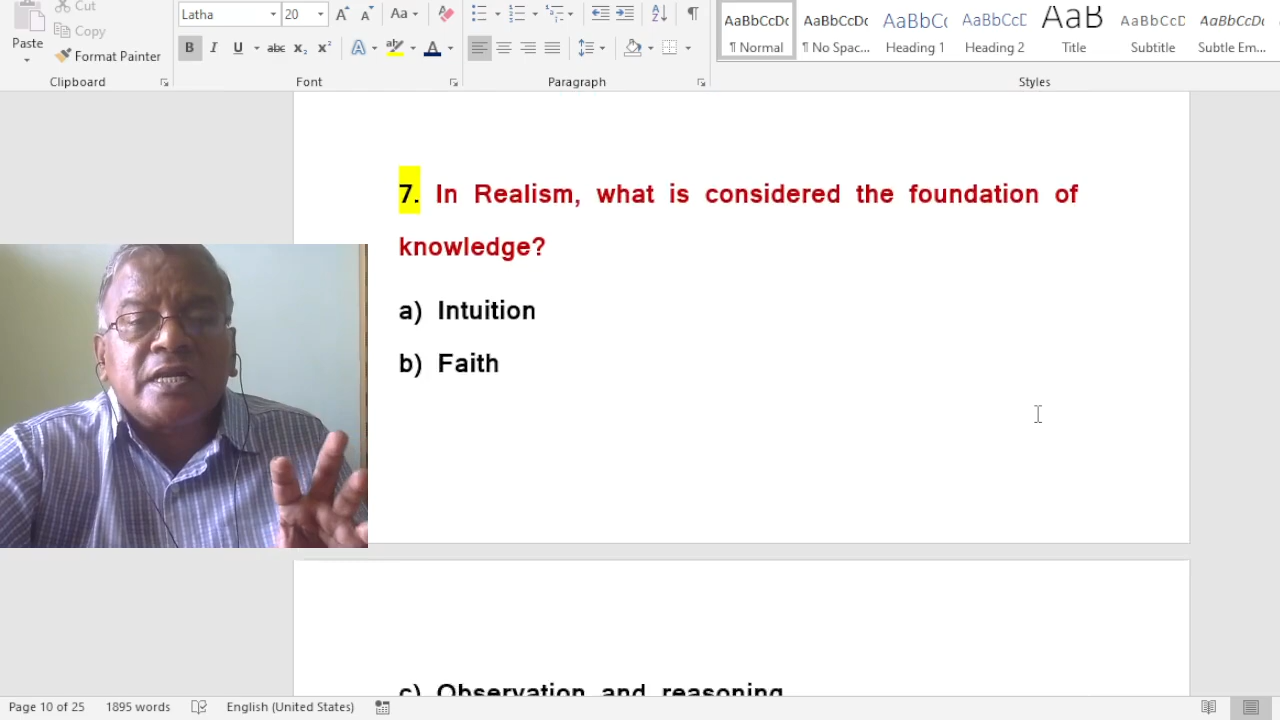 Cut
Copy
Paste
Format Painter
Clipboard
Latha
20
Aa
Font
Paragraph
AaBbCcDc
¶ Normal
AaBbCcDc
¶ No Spac...
AaBbCc
Heading 1
AaBbCcD
Heading 2
AaB
Title
AaBbCcD
Subtitle
AaBbCcDc
Subtle Em...
Styles
7. In Realism, what is considered the foundation of
knowledge?
a) Intuition
b) Faith
c) Observation and reasoning
Page 10 of 25
1895 words
English (United States)